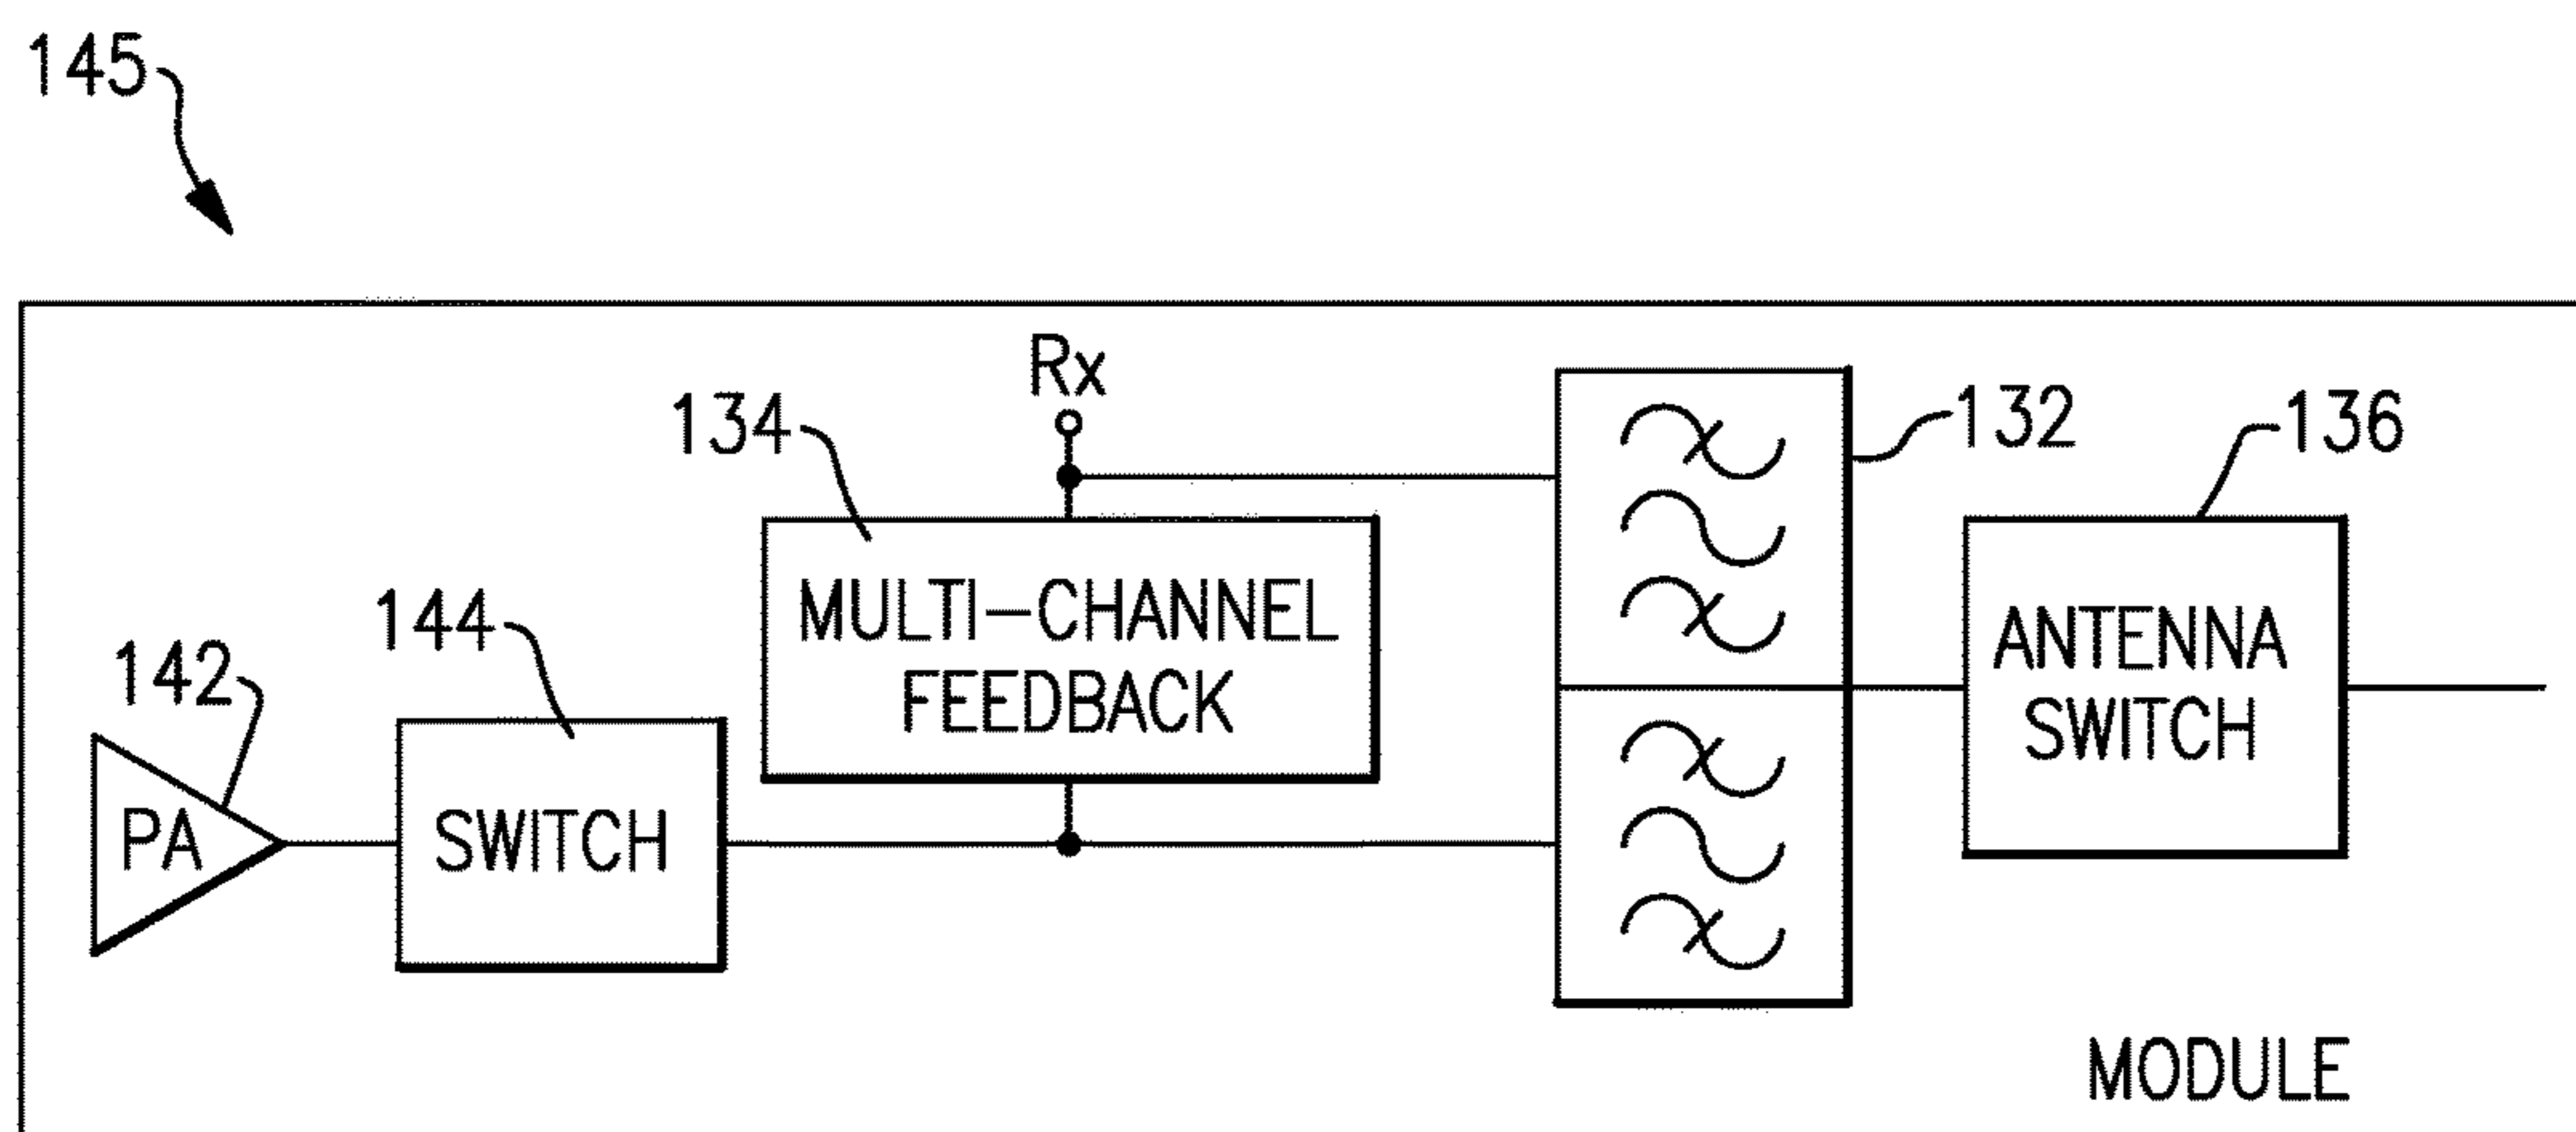 145
Rx
134
132
136
144
MULTI-CHANNEL
FEEDBACK
142
ANTENNA
SWITCH
PA
SWITCH
MODULE